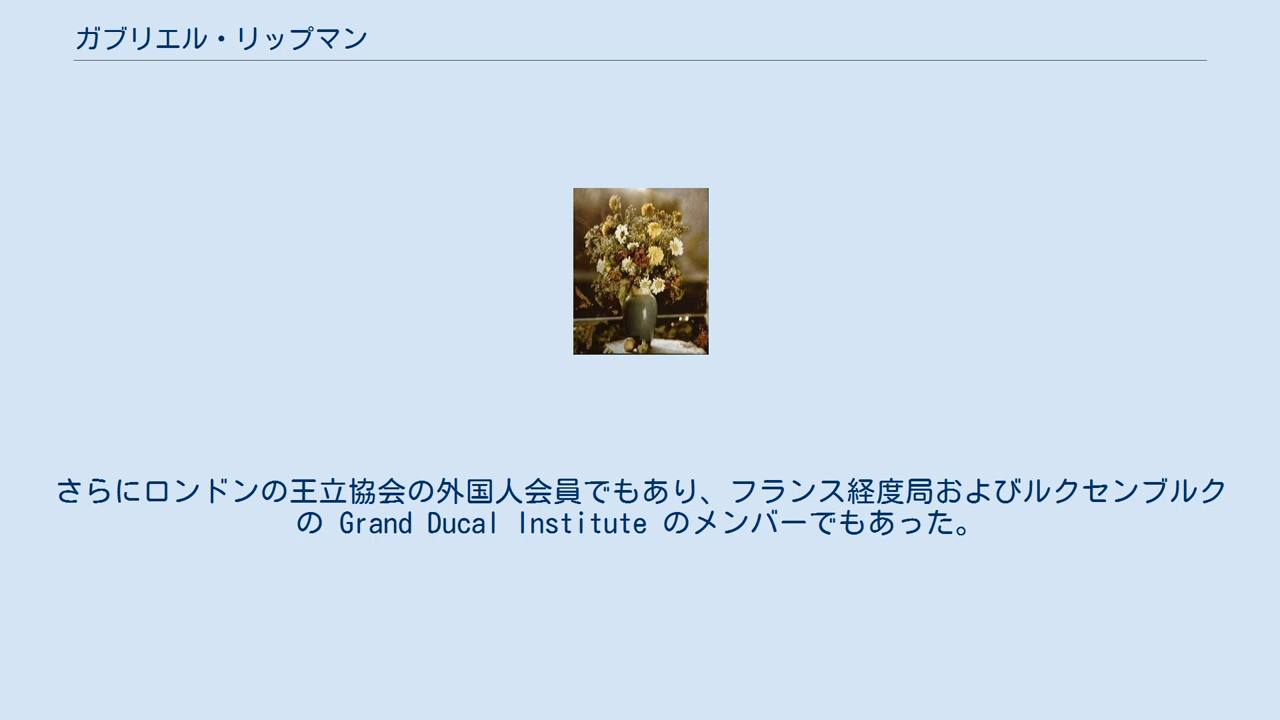 ガブリエル・リップマン
さらにロンドンの王立協会の外国人会員でもあり、フランス経度局およびルクセンブルク
の Grand Ducal Institute のメンバーでもあった。